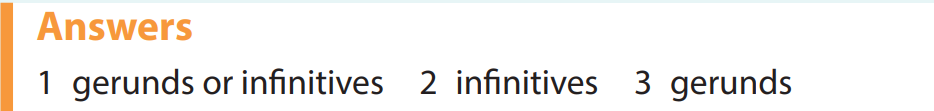 Answers
1 gerunds or infinitives 2 infinitives 3 gerunds